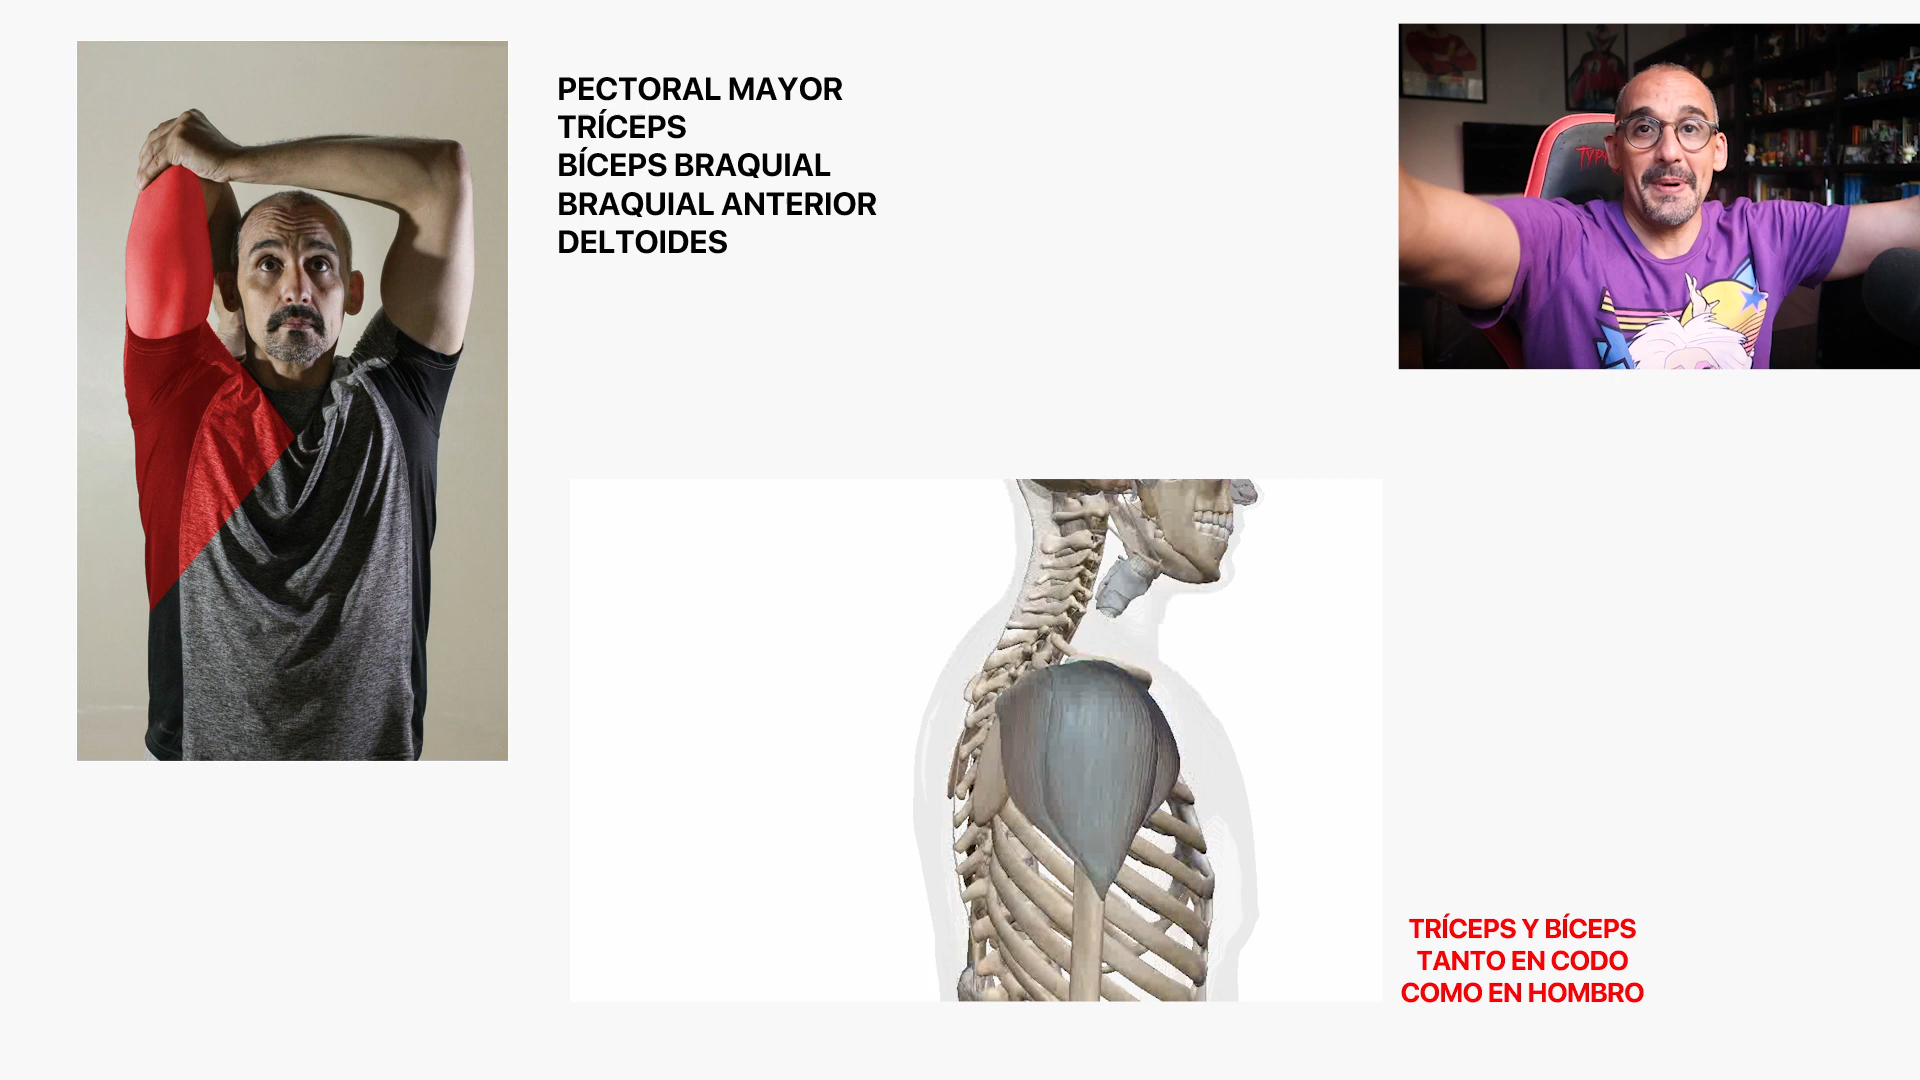 PECTORAL MAYOR
TRÍCEPS
BÍCEPS BRAQUIAL
BRAQUIAL ANTERIOR
DELTOIDES
TRÍCEPS Y BÍCEPS
TANTO EN CODO
COMO EN HOMBRO